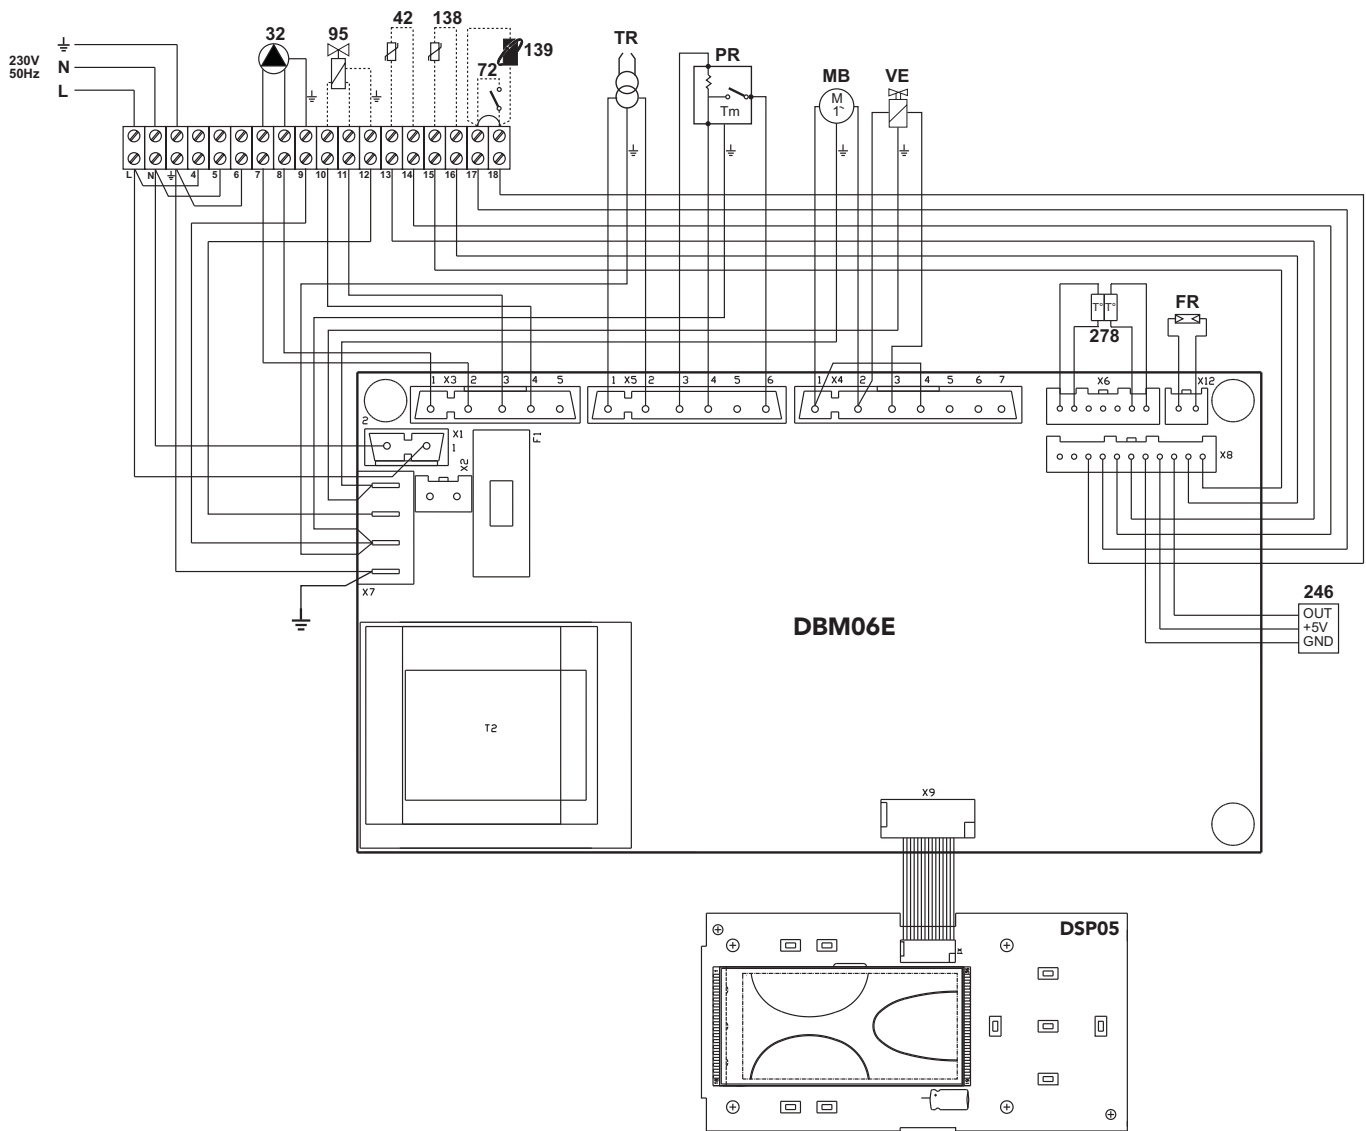 230V
50Hz
N
L
32
95
42
138
139
72
TR
PR
Tm
MB
M
1~
VE
L
N
4
5
6
7
8
9
10
11
12
13
14
15
16
17
18
278
T° T°
FR
1 X3 2 3 4 5
1 X5 2 3 4 5 6
1 X4 2 3 4 5 6 7
X6
X12
2
X1
1
X2
F1
X8
X7
DBM06E
246
OUT
+5V
GND
T2
X9
DSP05